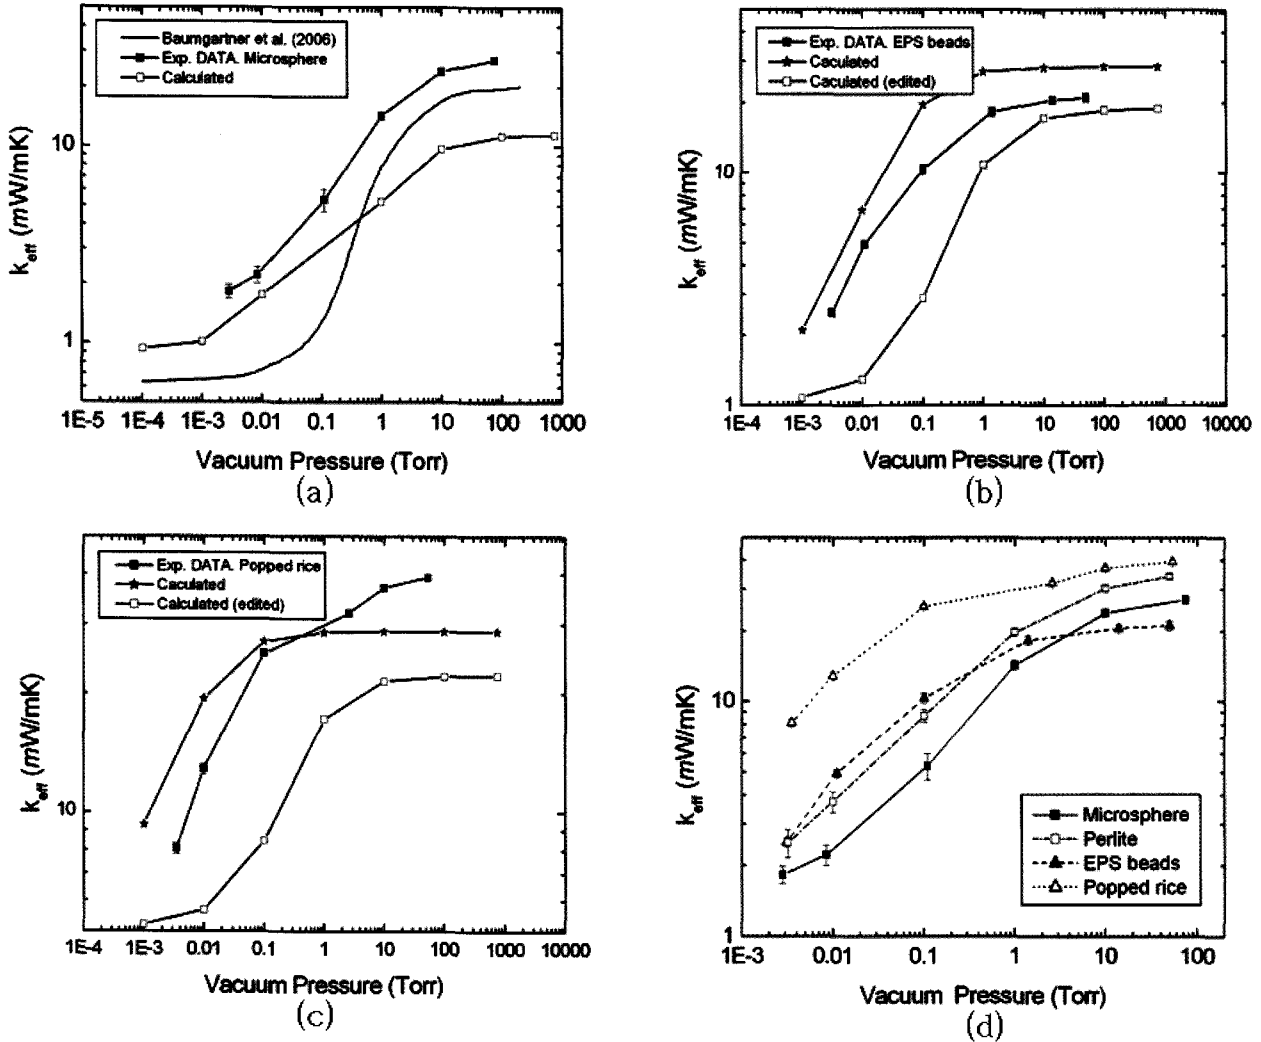 Baumgartner et al. (2006)
Exp. DATA. Microsphere
Calculated
10
1
k_eff (mW/mK)
1E-5 1E-4 1E-3 0.01 0.1 1 10 100 1000
Vacuum Pressure (Torr)
(a)
Exp. DATA. EPS beads
Caculated
Caculated (edited)
10
1
k_eff (mW/mK)
1E-4 1E-3 0.01 0.1 1 10 100 1000 10000
Vacuum Pressure (Torr)
(b)
Exp. DATA. Popped rice
Caculated
Calculated (edited)
10
k_eff (mW/mK)
1E-4 1E-3 0.01 0.1 1 10 100 1000 10000
Vacuum Pressure (Torr)
(c)
10
1
k_eff (mW/mK)
Microsphere
Perlite
EPS beads
Popped rice
1E-3 0.01 0.1 1 10 100
Vacuum Pressure (Torr)
(d)